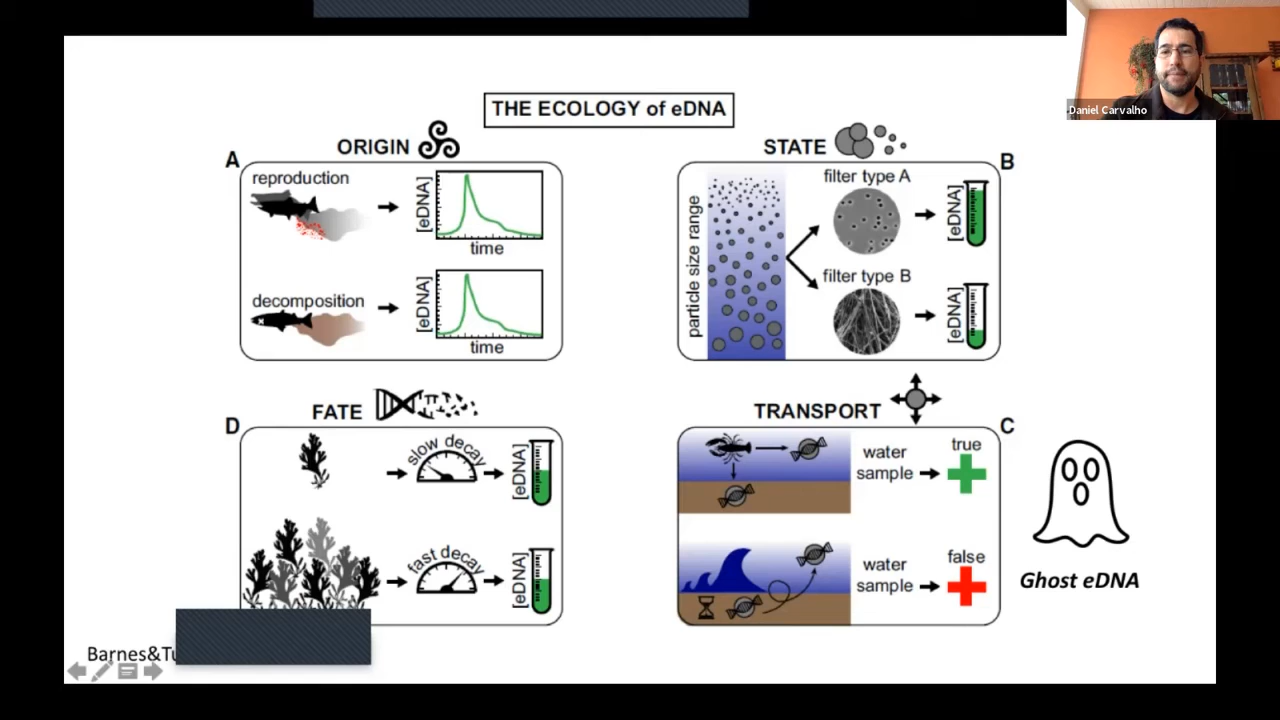 THE ECOLOGY of eDNA
Daniel Carvalho
A
ORIGIN
reproduction
[eDNA]
time
decomposition
[eDNA]
time
STATE
B
particle size range
filter type A
[eDNA]
filter type B
[eDNA]
D
FATE
slow decay
[eDNA]
fast decay
[eDNA]
TRANSPORT
C
water
sample
true
water
sample
false
Ghost eDNA
Barnes&Tu